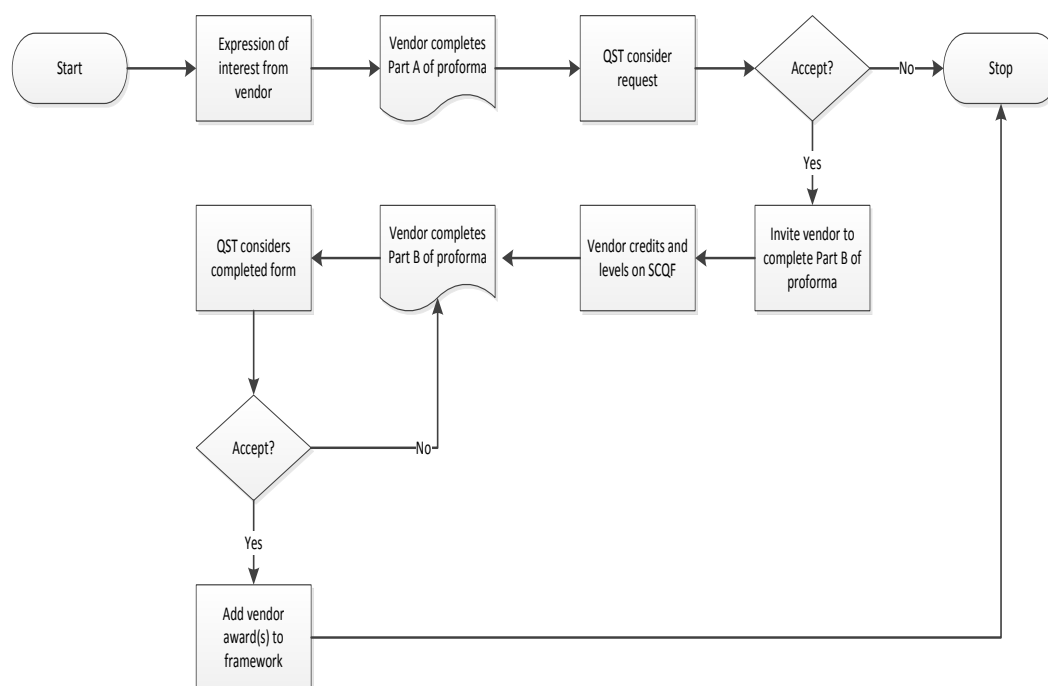 Start
Expression of
interest from
vendor
Vendor completes
Part A of proforma
QST consider
request
Accept?
No
Stop
Yes
Invite vendor to
complete Part B of
proforma
Vendor credits and
levels on SCQF
Vendor completes
Part B of proforma
QST considers
completed form
Accept?
No
Yes
Add vendor
award(s) to
framework